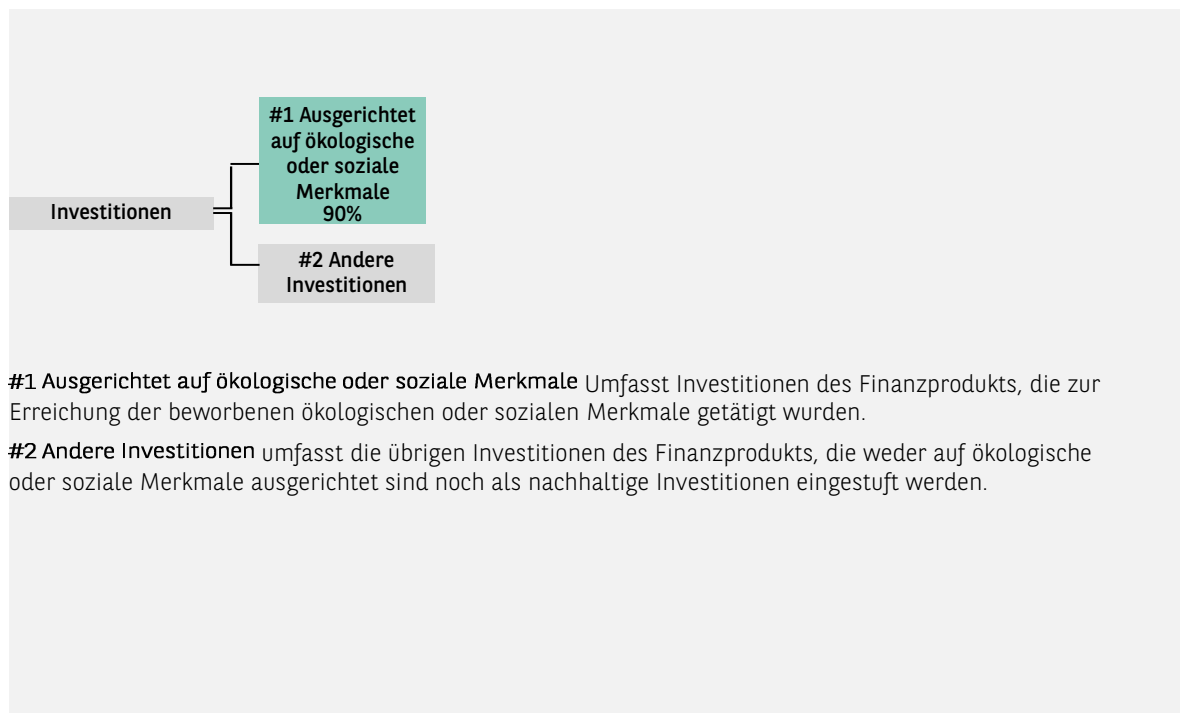 #1 Ausgerichtet
auf ökologische
oder soziale
Merkmale
90%
Investitionen
#2 Andere
Investitionen
#1 Ausgerichtet auf ökologische oder soziale Merkmale Umfasst Investitionen des Finanzprodukts, die zur
Erreichung der beworbenen ökologischen oder sozialen Merkmale getätigt wurden.
#2 Andere Investitionen umfasst die übrigen Investitionen des Finanzprodukts, die weder auf ökologische
oder soziale Merkmale ausgerichtet sind noch als nachhaltige Investitionen eingestuft werden.